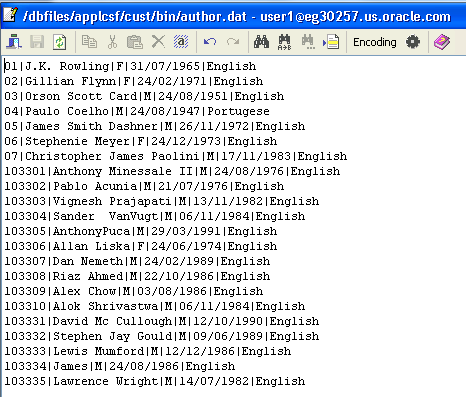 /dbfiles/applcsf/cust/bin/author.dat - user1@eg30257.us.oracle.com
Encoding
01|J.K. Rowling|F|31/07/1965|English
02|Gillian Flynn|F|24/02/1971|English
03|Orson Scott Card|M|24/08/1951|English
04|Paulo Coelho|M|24/08/1947|Portugese
05|James Smith Dashner|M|26/11/1972|English
06|Stephenie Meyer|F|24/12/1973|English
07|Christopher James Paolini|M|17/11/1983|English
103301|Anthony Minessale II|M|24/08/1976|English
103302|Pablo Acunia|M|21/07/1976|English
103303|Vignesh Prajapati|M|13/11/1982|English
103304|Sander  VanVugt|M|06/11/1984|English
103305|AnthonyPuca|M|29/03/1991|English
103306|Allan Liska|F|24/06/1974|English
103307|Dan Nemeth|M|24/02/1989|English
103308|Riaz Ahmed|M|22/10/1986|English
103309|Alex Chow|M|03/08/1986|English
103310|Alok Shrivastwa|M|06/11/1984|English
103331|David Mc Cullough|M|12/10/1990|English
103332|Stephen Jay Gould|M|09/06/1989|English
103333|Lewis Mumford|M|12/12/1986|English
103334|James|M|24/08/1986|English
103335|Lawrence Wright|M|14/07/1982|English